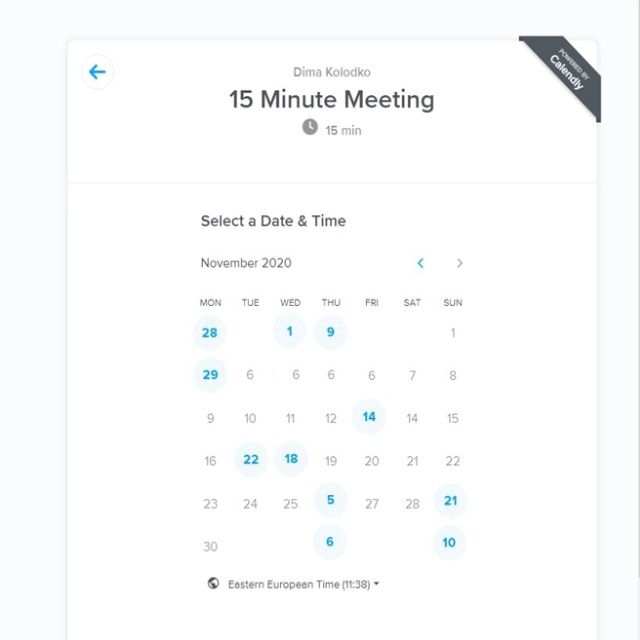 POWERED BY
Calendly
Dima Kolodko
15 Minute Meeting
15 min
Select a Date & Time
November 2020
MON TUE WED THU FRI SAT SUN
28 1 9 1
29 6 6 6 6 7 8
9 10 11 12 14 14 15
16 22 18 19 20 21 22
23 24 25 5 27 28 21
30 6 10
Eastern European Time (11:38)